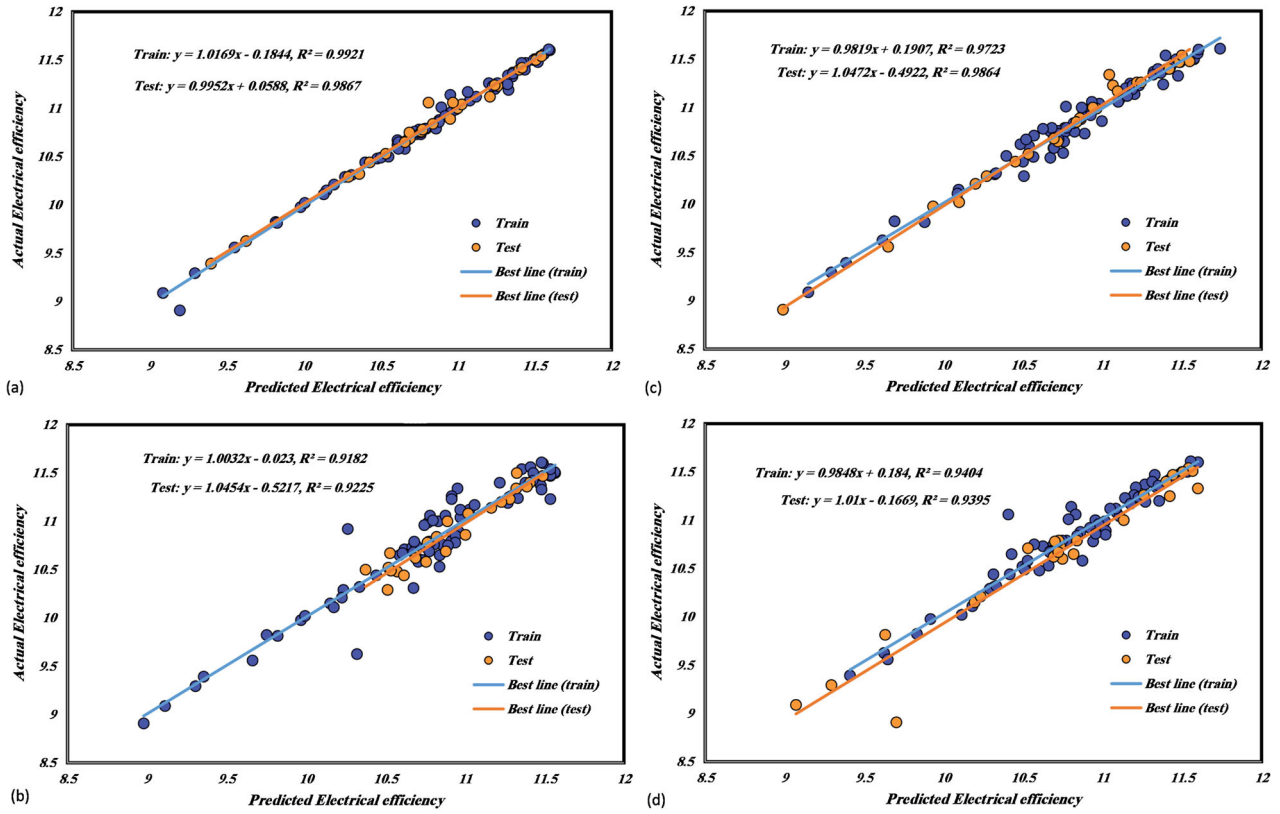 12
11.5
11
10.5
10
9.5
9
8.5
Actual Electrical efficiency
Train: y = 1.0169x - 0.1844, R² = 0.9921
Test: y = 0.9952x + 0.0588, R² = 0.9867
Train
Test
Best line (train)
Best line (test)
8.5 9 9.5 10 10.5 11 11.5 12
Predicted Electrical efficiency
(a)
12
11.5
11
10.5
10
9.5
9
8.5
Actual Electrical efficiency
Train: y = 0.9819x + 0.1907, R² = 0.9723
Test: y = 1.0472x - 0.4922, R² = 0.9864
Train
Test
Best line (train)
Best line (test)
8.5 9 9.5 10 10.5 11 11.5 12
Predicted Electrical efficiency
(c)
12
11.5
11
10.5
10
9.5
9
8.5
Actual Electrical efficiency
Train: y = 1.0032x - 0.023, R² = 0.9182
Test: y = 1.0454x - 0.5217, R² = 0.9225
Train
Test
Best line (train)
Best line (test)
8.5 9 9.5 10 10.5 11 11.5 12
Predicted Electrical efficiency
(b)
12
11.5
11
10.5
10
9.5
9
8.5
Actual Electrical efficiency
Train: y = 0.9848x + 0.184, R² = 0.9404
Test: y = 1.01x - 0.1669, R² = 0.9395
Train
Test
Best line (train)
Best line (test)
8.5 9 9.5 10 10.5 11 11.5 12
Predicted Electrical efficiency
(d)